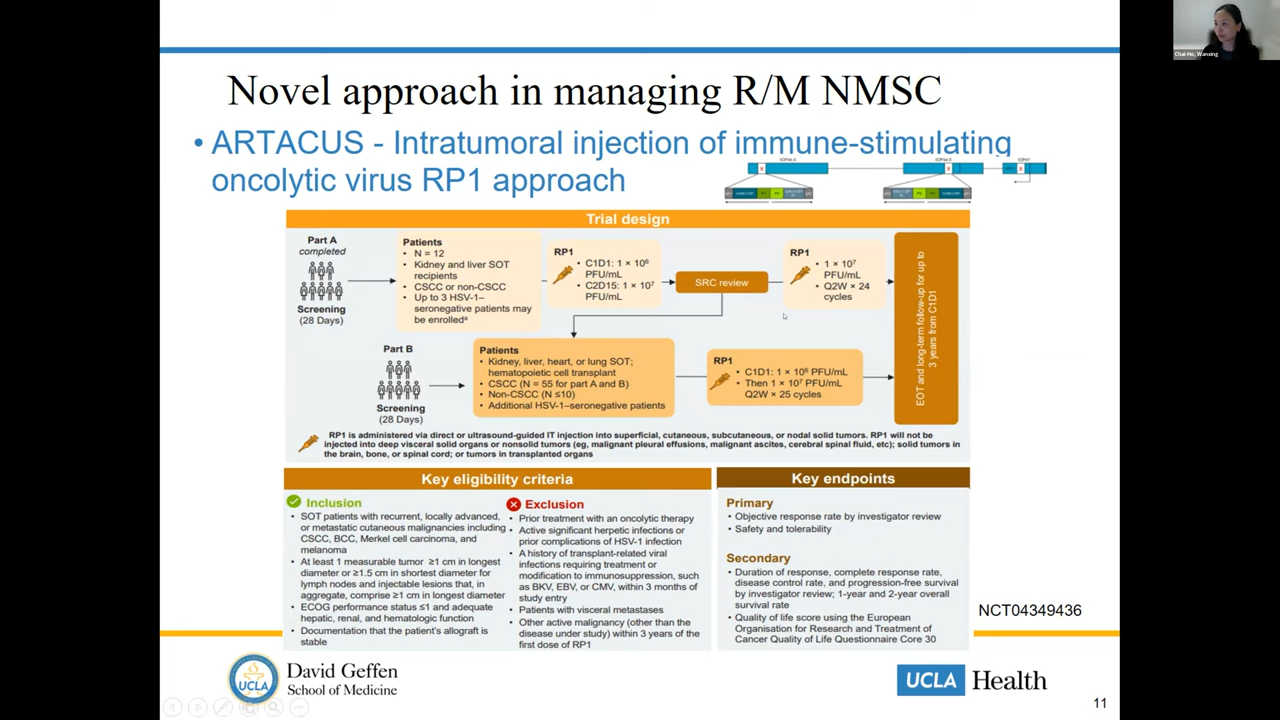 Chai-Ho, Wanxing
Novel approach in managing R/M NMSC
• ARTACUS - Intratumoral injection of immune-stimulating
oncolytic virus RP1 approach
Trial design
Part A
completed
Screening
(28 Days)
Patients
• N = 12
• Kidney and liver SOT
recipients
• CSCC or non-CSCC
• Up to 3 HSV-1–
seronegative patients may
be enrolledª
RP1
• C1D1: 1 × 10⁶
PFU/mL
• C2D15: 1 × 10⁷
PFU/mL
SRC review
RP1
• 1 × 10⁷
PFU/mL
• Q2W × 24
cycles
EOT and long-term follow-up for up to
3 years from C1D1
Part B
Screening
(28 Days)
Patients
• Kidney, liver, heart, or lung SOT;
hematopoietic cell transplant
• CSCC (N = 55 for part A and B)
• Non-CSCC (N ≤10)
• Additional HSV-1–seronegative patients
RP1
• C1D1: 1 × 10⁶ PFU/mL
• Then 1 × 10⁷ PFU/mL
Q2W × 25 cycles
RP1 is administered via direct or ultrasound-guided IT injection into superficial, cutaneous, subcutaneous, or nodal solid tumors. RP1 will not be
injected into deep visceral solid organs or nonsolid tumors (eg, malignant pleural effusions, malignant ascites, cerebral spinal fluid, etc); solid tumors in
the brain, bone, or spinal cord; or tumors in transplanted organs
Key eligibility criteria
Inclusion
• SOT patients with recurrent, locally advanced,
or metastatic cutaneous malignancies including
CSCC, BCC, Merkel cell carcinoma, and
melanoma
• At least 1 measurable tumor ≥1 cm in longest
diameter or ≥1.5 cm in shortest diameter for
lymph nodes and injectable lesions that, in
aggregate, comprise ≥1 cm in longest diameter
• ECOG performance status ≤1 and adequate
hepatic, renal, and hematologic function
• Documentation that the patient's allograft is
stable
Exclusion
• Prior treatment with an oncolytic therapy
• Active significant herpetic infections or
prior complications of HSV-1 infection
• A history of transplant-related viral
infections requiring treatment or
modification to immunosuppression, such
as BKV, EBV, or CMV, within 3 months of
study entry
• Patients with visceral metastases
• Other active malignancy (other than the
disease under study) within 3 years of the
first dose of RP1
Key endpoints
Primary
• Objective response rate by investigator review
• Safety and tolerability
Secondary
• Duration of response, complete response rate,
disease control rate, and progression-free survival
by investigator review; 1-year and 2-year overall
survival rate
• Quality of life score using the European
Organisation for Research and Treatment of
Cancer Quality of Life Questionnaire Core 30
NCT04349436
UCLA
David Geffen
School of Medicine
UCLA Health
11